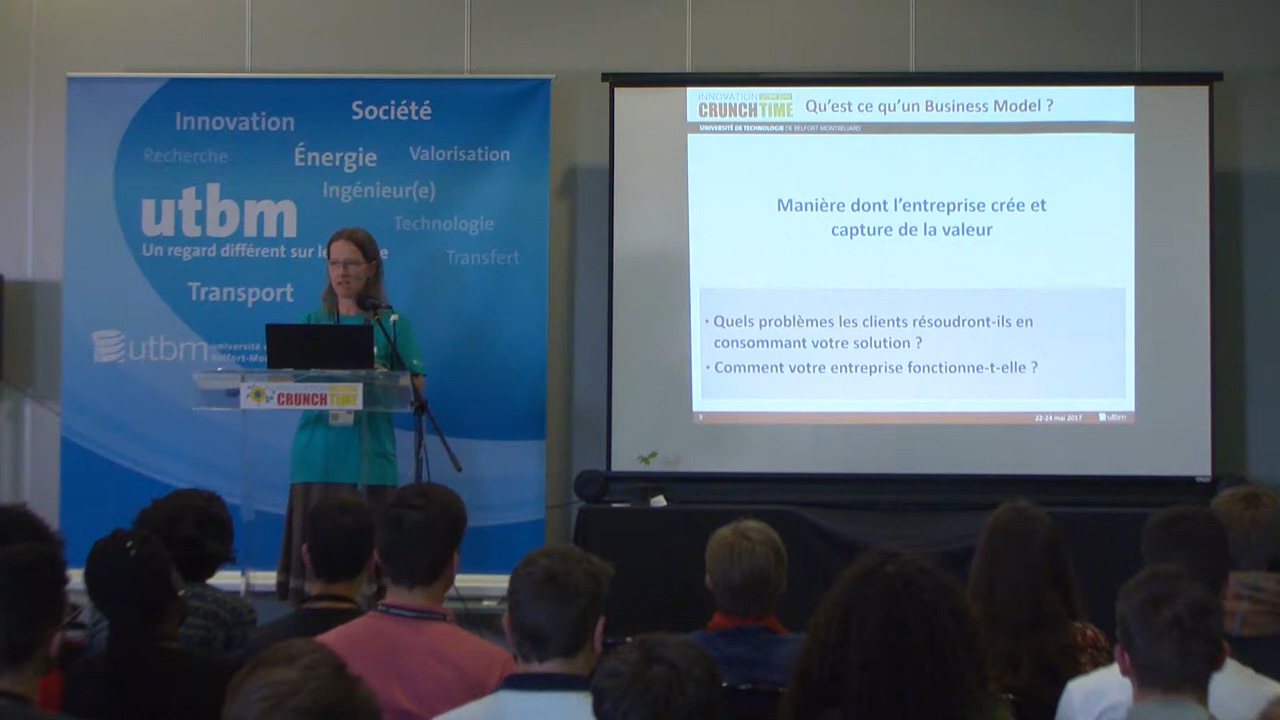 Société
Innovation
Recherche
Énergie
Valorisation
Ingénieur(e)
utbm
Technologie
Un regard différent sur le
Transfert
Transport
utbm
université
CRUNCH TIME
INNOVATION
CRUNCH TIME
Qu'est ce qu'un Business Model ?
UNIVERSITÉ DE TECHNOLOGIE DE BELFORT-MONTBÉLIARD
Manière dont l'entreprise crée et
capture de la valeur
• Quels problèmes les clients résoudront-ils en
consommant votre solution ?
• Comment votre entreprise fonctionne-t-elle ?
22-24 mai 2017
utbm